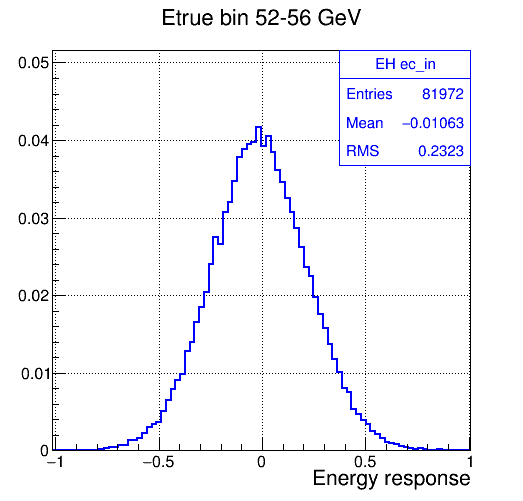 Etrue bin 52-56 GeV
EH ec_in
Entries 81972
Mean −0.01063
RMS 0.2323
0.05
0.04
0.03
0.02
0.01
0
−1 −0.5 0 0.5 1
Energy response